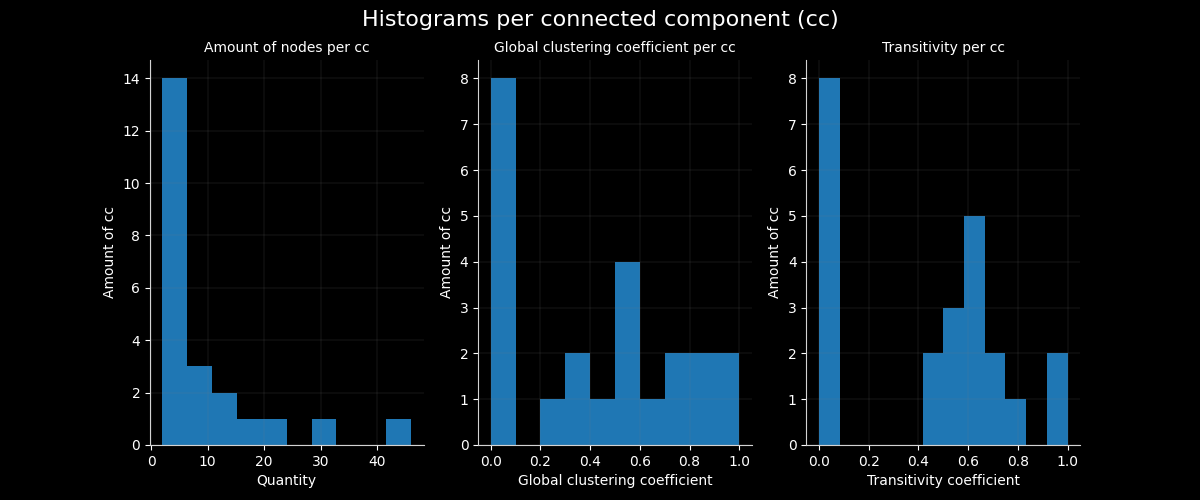 Histograms per connected component (cc)
Amount of nodes per cc
Global clustering coefficient per cc
Transitivity per cc
Amount of cc
14
12
10
8
6
4
2
0
0 10 20 30 40
Quantity
Amount of cc
8
7
6
5
4
3
2
1
0
0.0 0.2 0.4 0.6 0.8 1.0
Global clustering coefficient
Amount of cc
8
7
6
5
4
3
2
1
0
0.0 0.2 0.4 0.6 0.8 1.0
Transitivity coefficient